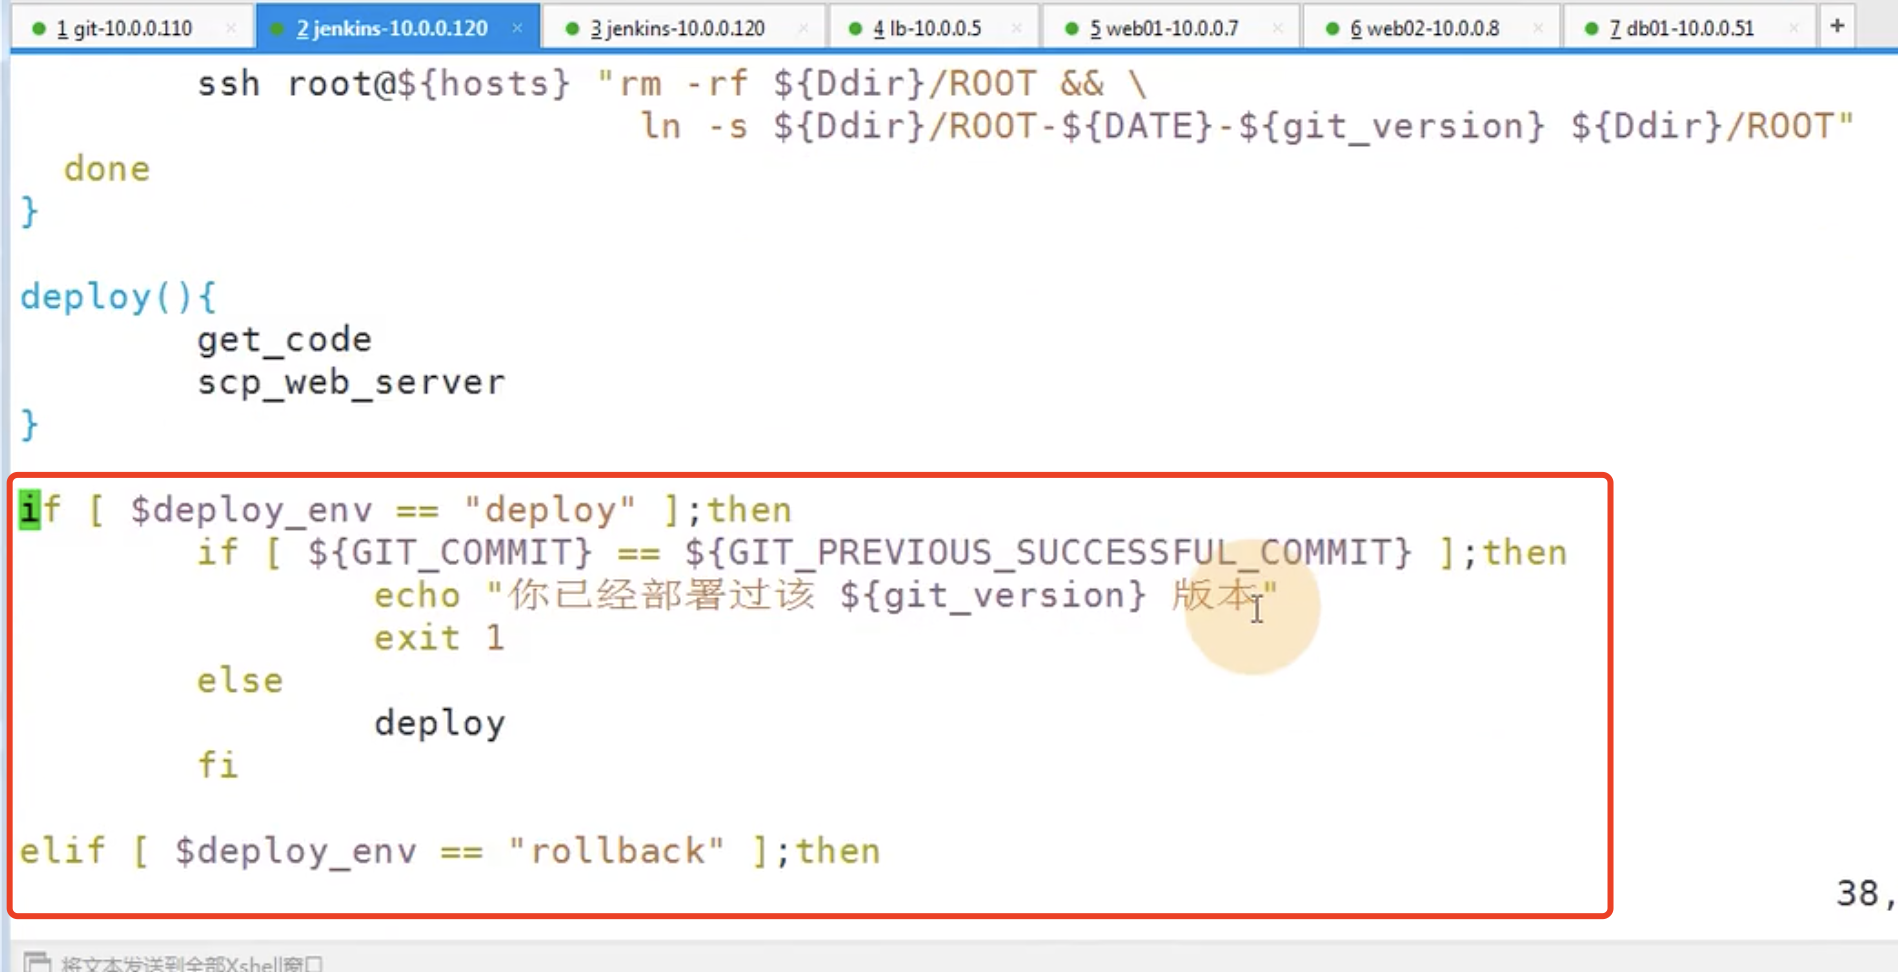 1 git-10.0.0.110 × 2 jenkins-10.0.0.120 × 3 jenkins-10.0.0.120 × 4 lb-10.0.0.5 × 5 web01-10.0.0.7 × 6 web02-10.0.0.8 × 7 db01-10.0.0.51 × +
ssh root@${hosts} "rm -rf ${Ddir}/ROOT && \
ln -s ${Ddir}/ROOT-${DATE}-${git_version} ${Ddir}/ROOT"
done
}
deploy(){
get_code
scp_web_server
}
if [ $deploy_env == "deploy" ];then
if [ ${GIT_COMMIT} == ${GIT_PREVIOUS_SUCCESSFUL_COMMIT} ];then
echo "你已经部署过该 ${git_version} 版本"
exit 1
else
deploy
fi
elif [ $deploy_env == "rollback" ];then
38,
将文本发送到全部Xshell窗口